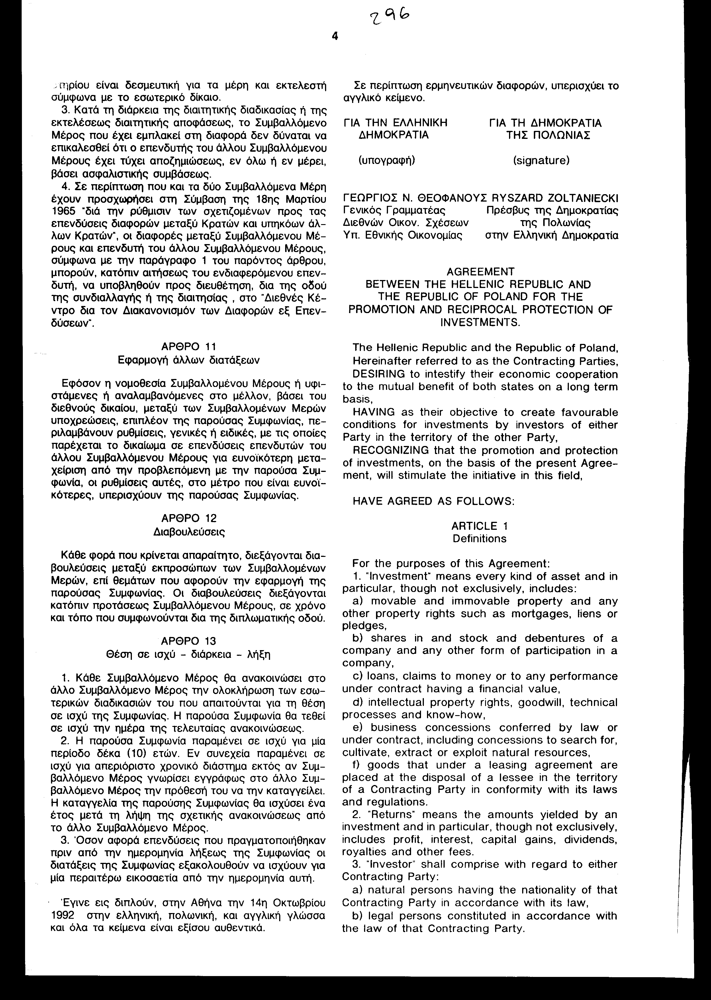 296
4
είναι δεσμευτική για τα μέρη και εκτελεστή
σύμφωνα με το εσωτερικό δίκαιο.
3. Κατά τη διάρκεια της διαιτητικής διαδικασίας ή της
εκτελέσεως διαιτητικής αποφάσεως, το Συμβαλλόμενο
Μέρος που έχει εμπλακεί στη διαφορά δεν δύναται να
επικαλεσθεί ότι ο επενδυτής του άλλου Συμβαλλόμενου
Μέρους έχει τύχει αποζημιώσεως, εν όλω ή εν μέρει,
βάσει ασφαλιστικής συμβάσεως.
4. Σε περίπτωση που και τα δύο Συμβαλλόμενα Μέρη
έχουν προσχωρήσει στη Σύμβαση της 18ης Μαρτίου
1965 "διά την ρύθμισιν των σχετιζομένων προς τας
επενδύσεις διαφορών μεταξύ Κρατών και υπηκόων άλ-
λων Κρατών", οι διαφορές μεταξύ Συμβαλλόμενου Μέ-
ρους και επενδυτή του άλλου Συμβαλλόμενου Μέρους,
σύμφωνα με την παράγραφο 1 του παρόντος άρθρου,
μπορούν, κατόπιν αιτήσεως του ενδιαφερόμενου επεν-
δυτή, να υποβληθούν προς διευθέτηση, δια της οδού
της συνδιαλλαγής ή της διαιτησίας , στο "Διεθνές Κέ-
ντρο δια τον Διακανονισμόν των Διαφορών εξ Επεν-
δύσεων".
ΑΡΘΡΟ 11
Εφαρμογή άλλων διατάξεων
Εφόσον η νομοθεσία Συμβαλλομένου Μέρους ή υφι-
στάμενες ή αναλαμβανόμενες στο μέλλον, βάσει του
διεθνούς δικαίου, μεταξύ των Συμβαλλομένων Μερών
υποχρεώσεις, επιπλέον της παρούσας Συμφωνίας, πε-
ριλαμβάνουν ρυθμίσεις, γενικές ή ειδικές, με τις οποίες
παρέχεται το δικαίωμα σε επενδύσεις επενδυτών του
άλλου Συμβαλλόμενου Μέρους για ευνοϊκότερη μετα-
χείριση από την προβλεπόμενη με την παρούσα Συμ-
φωνία, οι ρυθμίσεις αυτές, στο μέτρο που είναι ευνοϊ-
κότερες, υπερισχύουν της παρούσας Συμφωνίας.
ΑΡΘΡΟ 12
Διαβουλεύσεις
Κάθε φορά που κρίνεται απαραίτητο, διεξάγονται δια-
βουλεύσεις μεταξύ εκπροσώπων των Συμβαλλομένων
Μερών, επί θεμάτων που αφορούν την εφαρμογή της
παρούσας Συμφωνίας. Οι διαβουλεύσεις διεξάγονται
κατόπιν προτάσεως Συμβαλλόμενου Μέρους, σε χρόνο
και τόπο που συμφωνούνται δια της διπλωματικής οδού.
ΑΡΘΡΟ 13
Θέση σε ισχύ - διάρκεια - λήξη
1. Κάθε Συμβαλλόμενο Μέρος θα ανακοινώσει στο
άλλο Συμβαλλόμενο Μέρος την ολοκλήρωση των εσω-
τερικών διαδικασιών του που απαιτούνται για τη θέση
σε ισχύ της Συμφωνίας. Η παρούσα Συμφωνία θα τεθεί
σε ισχύ την ημέρα της τελευταίας ανακοινώσεως.
2. Η παρούσα Συμφωνία παραμένει σε ισχύ για μία
περίοδο δέκα (10) ετών. Εν συνεχεία παραμένει σε
ισχύ για απεριόριστο χρονικό διάστημα εκτός αν Συμ-
βαλλόμενο Μέρος γνωρίσει εγγράφως στο άλλο Συμ-
βαλλόμενο Μέρος την πρόθεσή του να την καταγγείλει.
Η καταγγελία της παρούσης Συμφωνίας θα ισχύσει ένα
έτος μετά τη λήψη της σχετικής ανακοινώσεως από
το άλλο Συμβαλλόμενο Μέρος.
3. Όσον αφορά επενδύσεις που πραγματοποιήθηκαν
πριν από την ημερομηνία λήξεως της Συμφωνίας οι
διατάξεις της Συμφωνίας εξακολουθούν να ισχύουν για
μία περαιτέρω εικοσαετία από την ημερομηνία αυτή.
Έγινε εις διπλούν, στην Αθήνα την 14η Οκτωβρίου
1992 στην ελληνική, πολωνική, και αγγλική γλώσσα
και όλα τα κείμενα είναι εξίσου αυθεντικά.
Σε περίπτωση ερμηνευτικών διαφορών, υπερισχύει το
αγγλικό κείμενο.
ΓΙΑ ΤΗΝ ΕΛΛΗΝΙΚΗ ΓΙΑ ΤΗ ΔΗΜΟΚΡΑΤΙΑ
ΔΗΜΟΚΡΑΤΙΑ ΤΗΣ ΠΟΛΩΝΙΑΣ
(υπογραφή) (signature)
ΓΕΩΡΓΙΟΣ Ν. ΘΕΟΦΑΝΟΥΣ RYSZARD ZOLTANIECKI
Γενικός Γραμματέας Πρέσβυς της Δημοκρατίας
Διεθνών Οικον. Σχέσεων της Πολωνίας
Υπ. Εθνικής Οικονομίας στην Ελληνική Δημοκρατία
AGREEMENT
BETWEEN THE HELLENIC REPUBLIC AND
THE REPUBLIC OF POLAND FOR THE
PROMOTION AND RECIPROCAL PROTECTION OF
INVESTMENTS.
The Hellenic Republic and the Republic of Poland,
Hereinafter referred to as the Contracting Parties,
DESIRING to intestify their economic cooperation
to the mutual benefit of both states on a long term
basis,
HAVING as their objective to create favourable
conditions for investments by investors of either
Party in the territory of the other Party,
RECOGNIZING that the promotion and protection
of investments, on the basis of the present Agree-
ment, will stimulate the initiative in this field,
HAVE AGREED AS FOLLOWS:
ARTICLE 1
Definitions
For the purposes of this Agreement:
1. "Investment" means every kind of asset and in
particular, though not exclusively, includes:
a) movable and immovable property and any
other property rights such as mortgages, liens or
pledges,
b) shares in and stock and debentures of a
company and any other form of participation in a
company,
c) loans, claims to money or to any performance
under contract having a financial value,
d) intellectual property rights, goodwill, technical
processes and know-how,
e) business concessions conferred by law or
under contract, including concessions to search for,
cultivate, extract or exploit natural resources,
f) goods that under a leasing agreement are
placed at the disposal of a lessee in the territory
of a Contracting Party in conformity with its laws
and regulations.
2. "Returns" means the amounts yielded by an
investment and in particular, though not exclusively,
includes profit, interest, capital gains, dividends,
royalties and other fees.
3. "Investor" shall comprise with regard to either
Contracting Party:
a) natural persons having the nationality of that
Contracting Party in accordance with its law,
b) legal persons constituted in accordance with
the law of that Contracting Party.